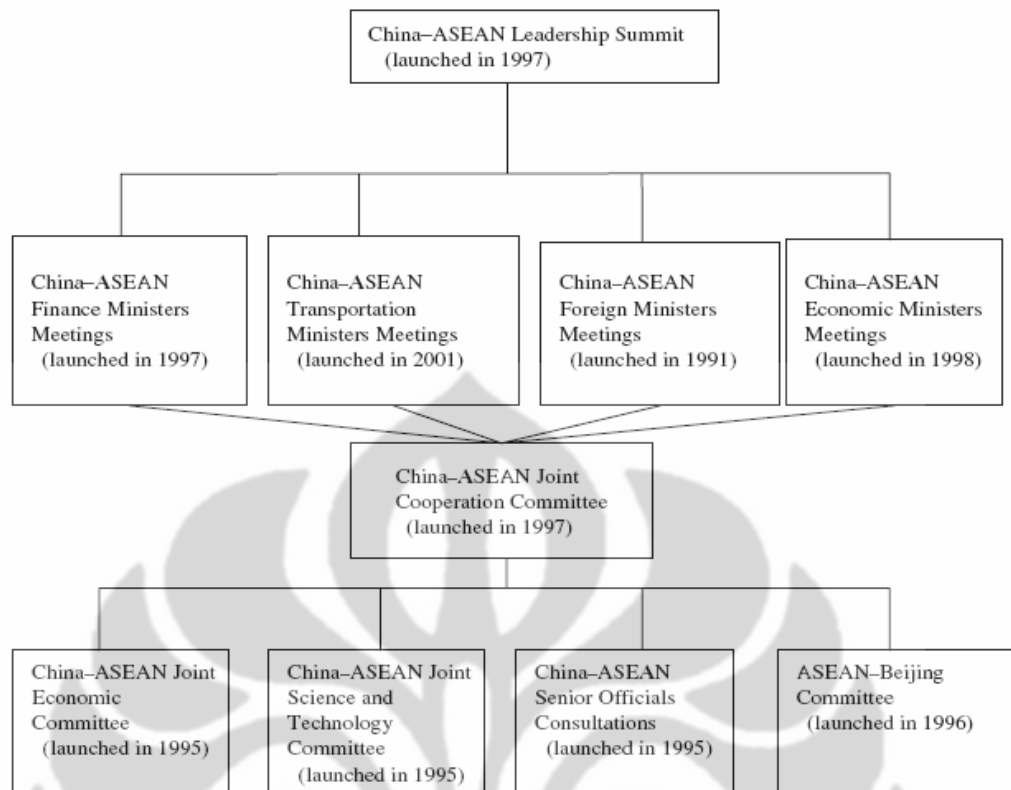 China–ASEAN Leadership Summit
(launched in 1997)
China–ASEAN
Finance Ministers
Meetings
(launched in 1997)
China–ASEAN
Transportation
Ministers Meetings
(launched in 2001)
China–ASEAN
Foreign Ministers
Meetings
(launched in 1991)
China–ASEAN
Economic Ministers
Meetings
(launched in 1998)
China–ASEAN Joint
Cooperation Committee
(launched in 1997)
China–ASEAN Joint
Economic
Committee
(launched in 1995)
China–ASEAN Joint
Science and
Technology
Committee
(launched in 1995)
China–ASEAN
Senior Officials
Consultations
(launched in 1995)
ASEAN–Beijing
Committee
(launched in 1996)